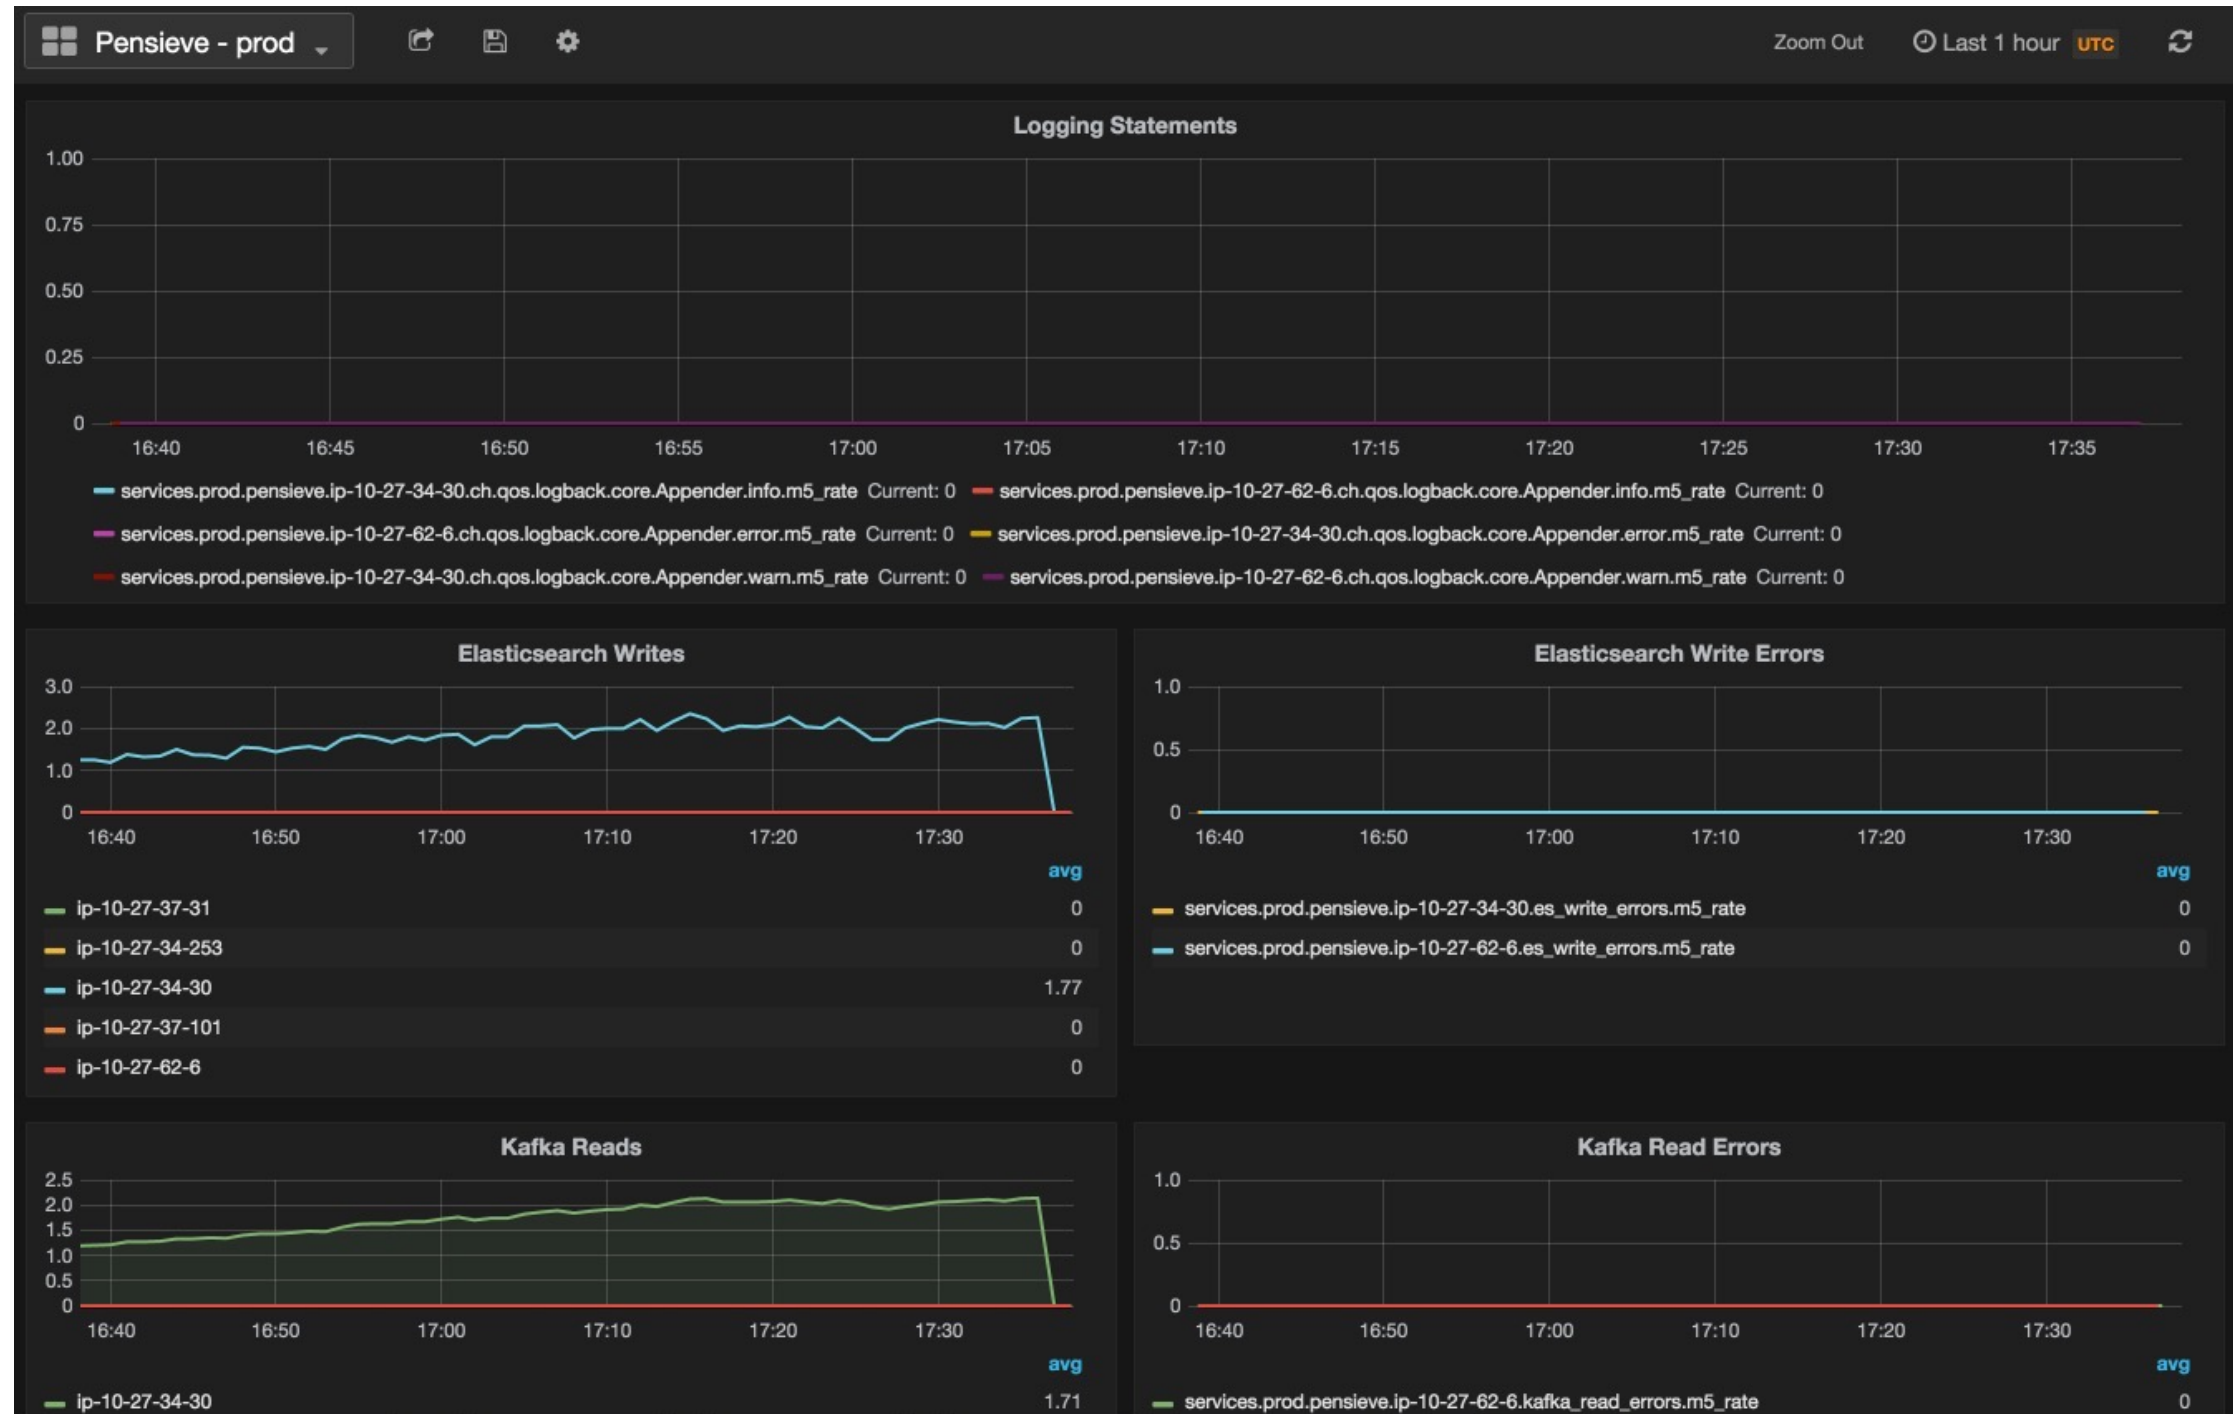 Pensieve - prod
Zoom Out
Last 1 hour UTC
Logging Statements
1.00
0.75
0.50
0.25
0
16:40 16:45 16:50 16:55 17:00 17:05 17:10 17:15 17:20 17:25 17:30 17:35
services.prod.pensieve.ip-10-27-34-30.ch.qos.logback.core.Appender.info.m5_rate Current: 0 services.prod.pensieve.ip-10-27-62-6.ch.qos.logback.core.Appender.info.m5_rate Current: 0
services.prod.pensieve.ip-10-27-62-6.ch.qos.logback.core.Appender.error.m5_rate Current: 0 services.prod.pensieve.ip-10-27-34-30.ch.qos.logback.core.Appender.error.m5_rate Current: 0
services.prod.pensieve.ip-10-27-34-30.ch.qos.logback.core.Appender.warn.m5_rate Current: 0 services.prod.pensieve.ip-10-27-62-6.ch.qos.logback.core.Appender.warn.m5_rate Current: 0
Elasticsearch Writes
3.0
2.0
1.0
0
16:40 16:50 17:00 17:10 17:20 17:30
avg
ip-10-27-37-31 0
ip-10-27-34-253 0
ip-10-27-34-30 1.77
ip-10-27-37-101 0
ip-10-27-62-6 0
Elasticsearch Write Errors
1.0
0.5
0
16:40 16:50 17:00 17:10 17:20 17:30
avg
services.prod.pensieve.ip-10-27-34-30.es_write_errors.m5_rate 0
services.prod.pensieve.ip-10-27-62-6.es_write_errors.m5_rate 0
Kafka Reads
2.5
2.0
1.5
1.0
0.5
0
16:40 16:50 17:00 17:10 17:20 17:30
avg
ip-10-27-34-30 1.71
Kafka Read Errors
1.0
0.5
0
16:40 16:50 17:00 17:10 17:20 17:30
avg
services.prod.pensieve.ip-10-27-62-6.kafka_read_errors.m5_rate 0